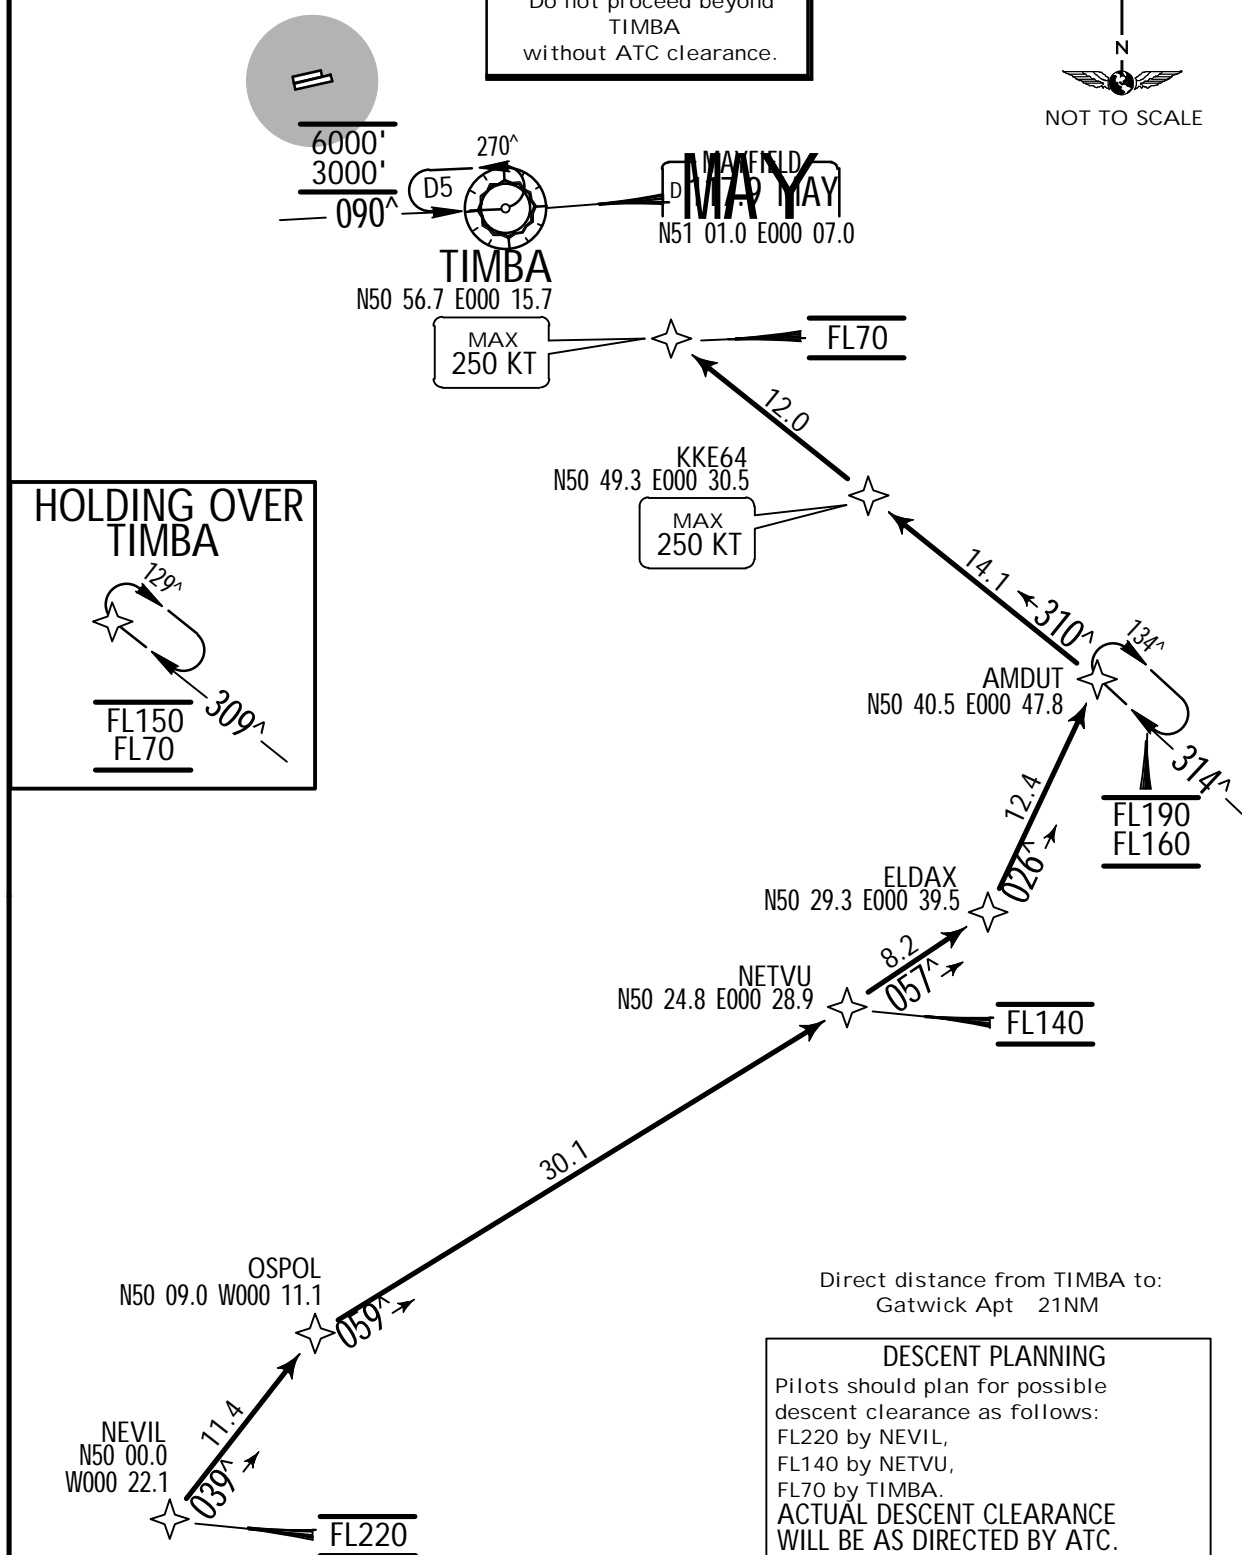 Do not proceed beyond
TIMBA
without ATC clearance.
N
NOT TO SCALE
6000'
3000'
270^
D5
090^
MAYFIELD
D
MAY
MAY
N51 01.0 E000 07.0
TIMBA
N50 56.7 E000 15.7
MAX
250 KT
FL70
12.0
KKE64
N50 49.3 E000 30.5
MAX
250 KT
HOLDING OVER
TIMBA
129^
309^
FL150
FL70
14.1
310^
134^
AMDUT
N50 40.5 E000 47.8
314^
FL190
FL160
12.4
026^
ELDAX
N50 29.3 E000 39.5
8.2
057^
NETVU
N50 24.8 E000 28.9
FL140
30.1
OSPOL
N50 09.0 W000 11.1
059^
Direct distance from TIMBA to:
Gatwick Apt 21NM
11.4
NEVIL
N50 00.0
W000 22.1
039^
FL220
DESCENT PLANNING
Pilots should plan for possible
descent clearance as follows:
FL220 by NEVIL,
FL140 by NETVU,
FL70 by TIMBA.
ACTUAL DESCENT CLEARANCE
WILL BE AS DIRECTED BY ATC.